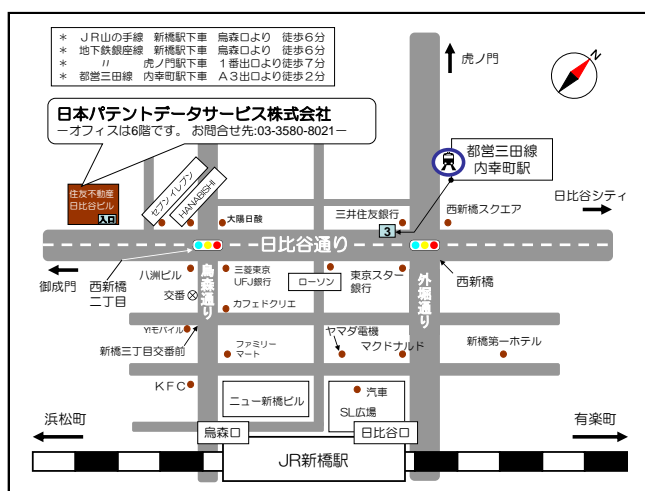 * JR山の手線 新橋駅下車 烏森口より 徒歩6分
* 地下鉄銀座線 新橋駅下車 烏森口より 徒歩6分
* 〃 虎ノ門駅下車 1番出口より徒歩7分
* 都営三田線 内幸町駅下車 A3出口より徒歩2分
虎ノ門
N
日本パテントデータサービス株式会社
−オフィスは6階です。 お問合せ先:03-3580-8021−
都営三田線
内幸町駅
住友不動産
日比谷ビル
入口
セブンイレブン
HANABISHI
大陽日酸
三井住友銀行
3
西新橋スクエア
日比谷シティ
日比谷通り
御成門
西新橋
二丁目
八洲ビル
交番
烏森通り
三菱東京
UFJ銀行
カフェドクリエ
ローソン
東京スター
銀行
外堀通り
西新橋
Y!モバイル
新橋三丁目交番前
ファミリー
マート
ヤマダ電機
マクドナルド
新橋第一ホテル
KFC
ニュー新橋ビル
汽車
SL広場
浜松町
烏森口
日比谷口
有楽町
JR新橋駅